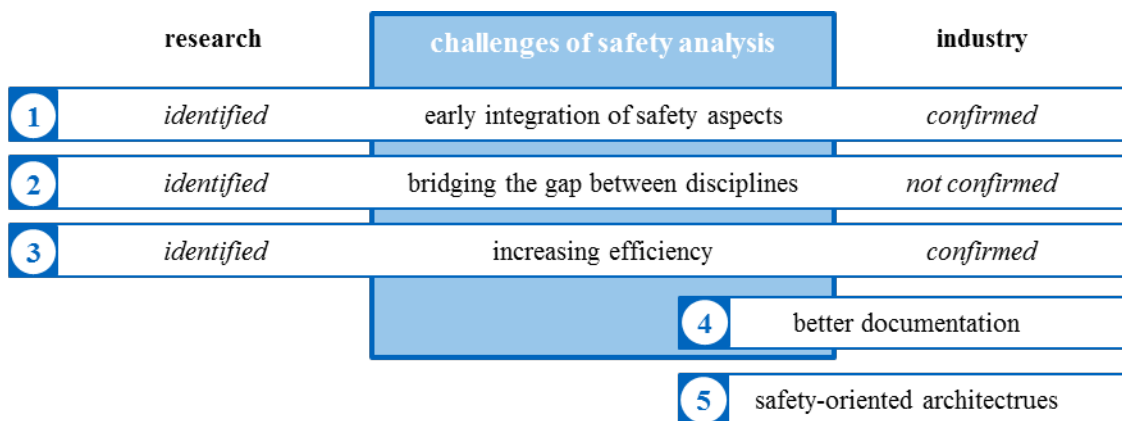 research challenges of safety analysis industry
1 identified early integration of safety aspects confirmed
2 identified bridging the gap between disciplines not confirmed
3 identified increasing efficiency confirmed
4 better documentation
5 safety-oriented architectrues